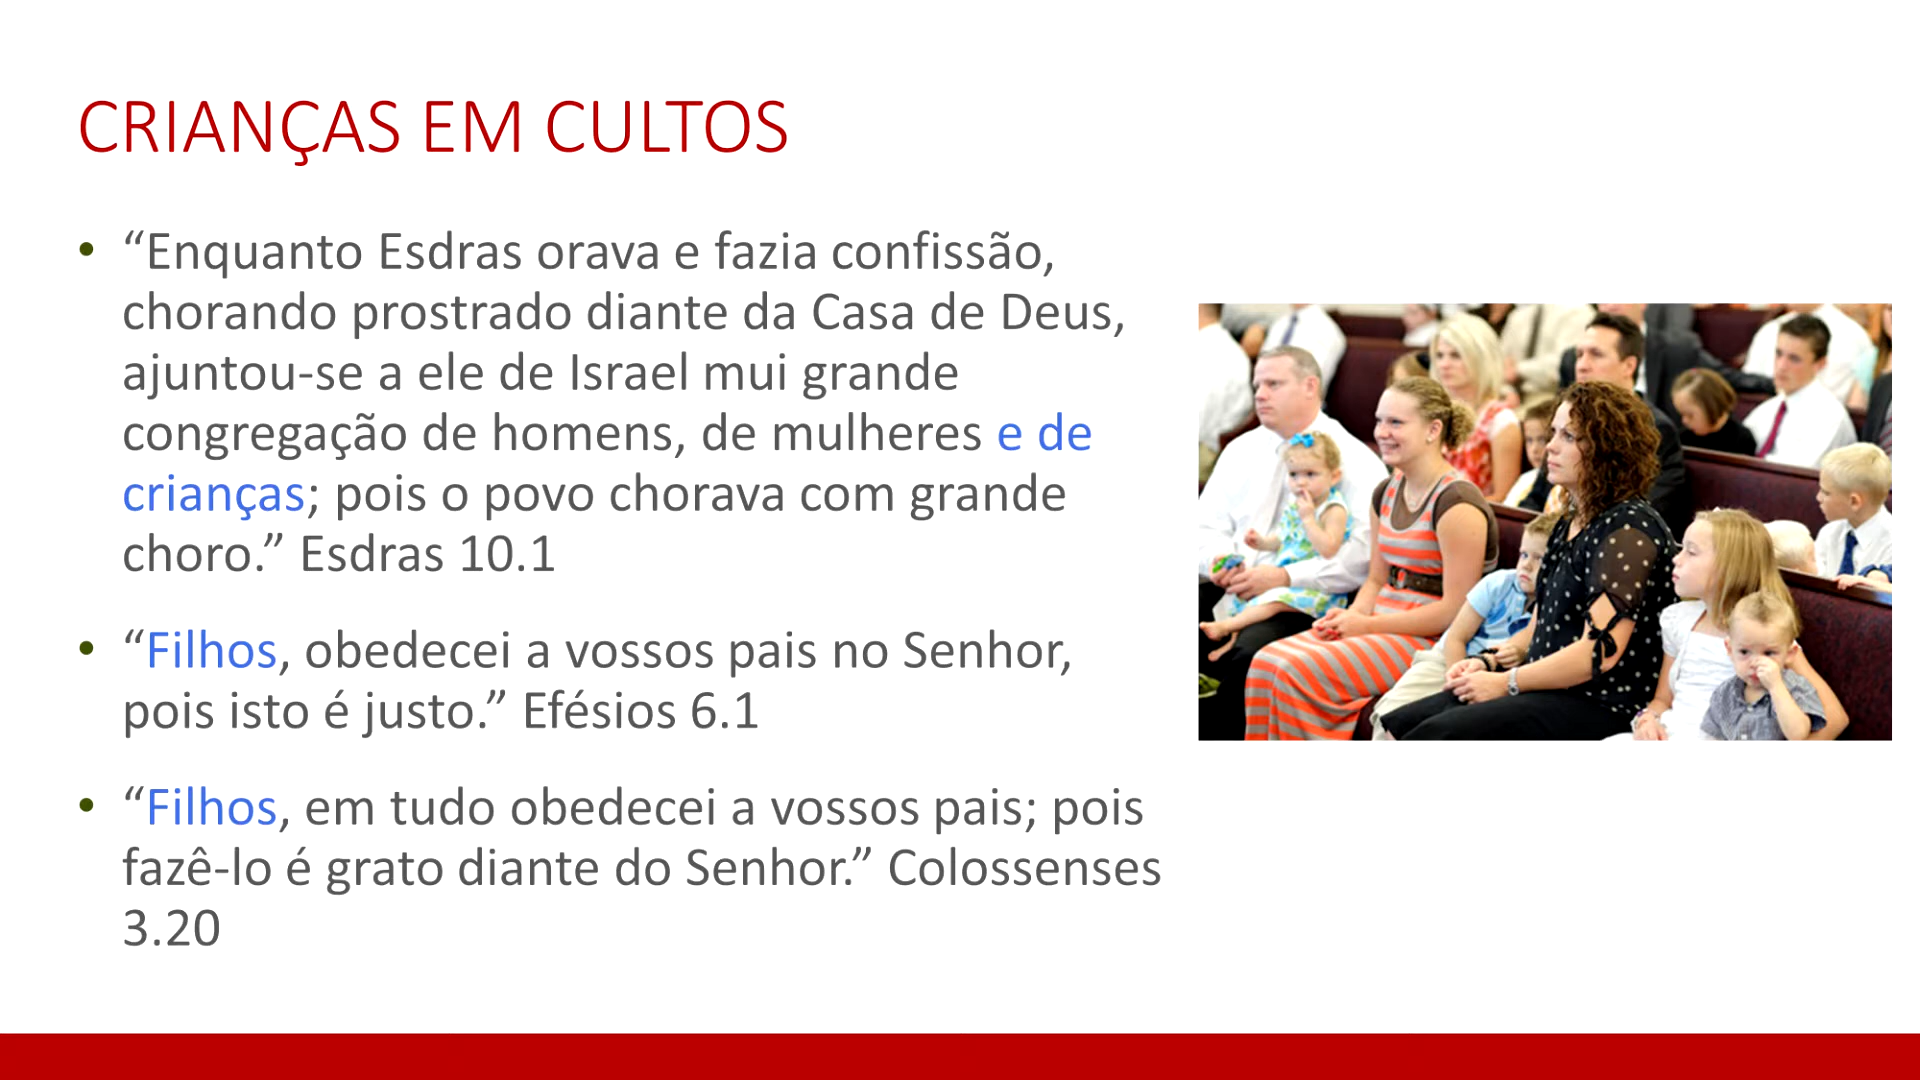 CRIANÇAS EM CULTOS
• “Enquanto Esdras orava e fazia confissão,
chorando prostrado diante da Casa de Deus,
ajuntou-se a ele de Israel mui grande
congregação de homens, de mulheres e de
crianças; pois o povo chorava com grande
choro.” Esdras 10.1
• “Filhos, obedecei a vossos pais no Senhor,
pois isto é justo.” Efésios 6.1
• “Filhos, em tudo obedecei a vossos pais; pois
fazê-lo é grato diante do Senhor.” Colossenses
3.20